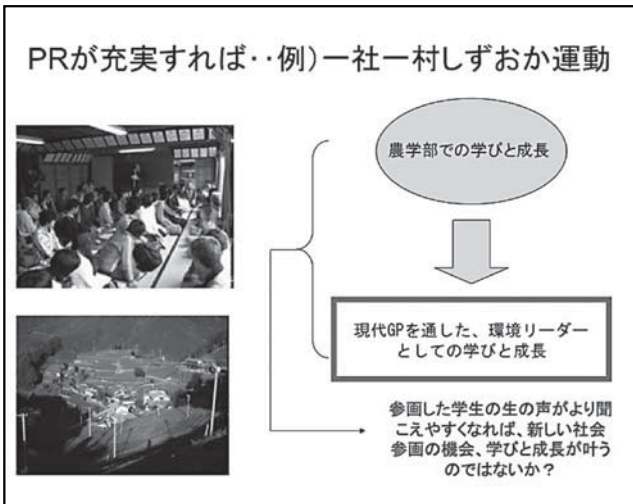 PRが充実すれば‥例)一社一村しずおか運動
農学部での学びと成長
現代GPを通した、環境リーダー
としての学びと成長
参画した学生の生の声がより聞
こえやすくなれば、新しい社会
参画の機会、学びと成長が叶う
のではないか?